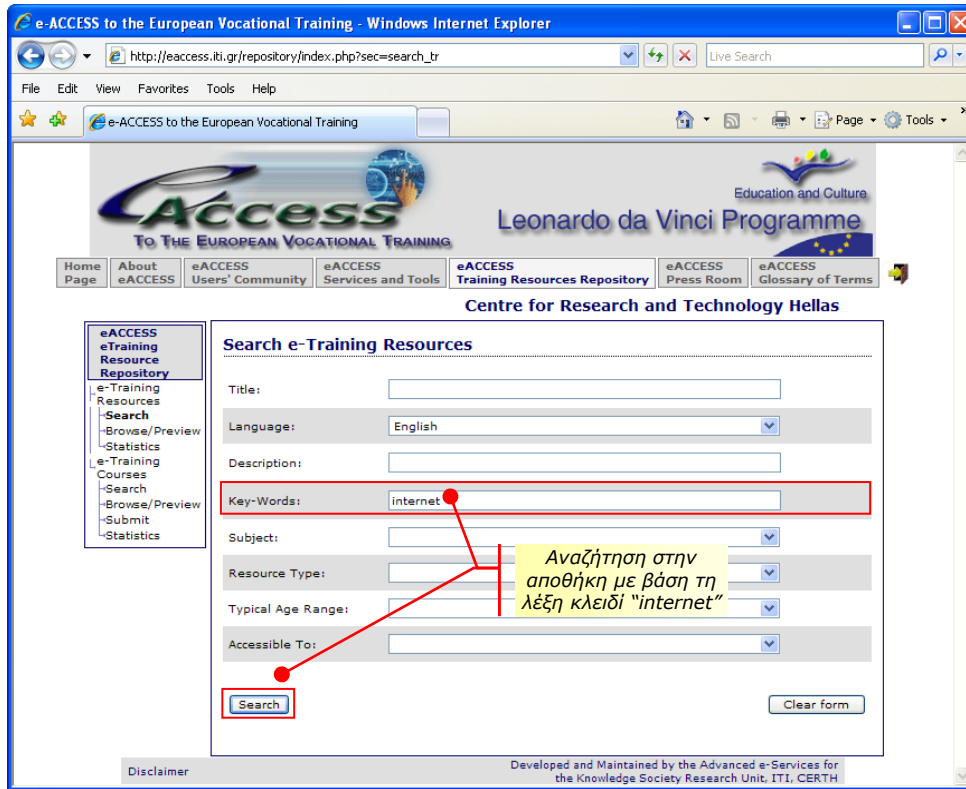 e-ACCESS to the European Vocational Training - Windows Internet Explorer
http://eaccess.iti.gr/repository/index.php?sec=search_tr
Live Search
File Edit View Favorites Tools Help
e-ACCESS to the European Vocational Training
Page Tools
eAccess
TO THE EUROPEAN VOCATIONAL TRAINING
Education and Culture
Leonardo da Vinci Programme
Home Page
About eACCESS
eACCESS Users' Community
eACCESS Services and Tools
eACCESS Training Resources Repository
eACCESS Press Room
eACCESS Glossary of Terms
Centre for Research and Technology Hellas
eACCESS
eTraining
Resource
Repository
e-Training
Resources
Search
Browse/Preview
Statistics
e-Training
Courses
Search
Browse/Preview
Submit
Statistics
Search e-Training Resources
Title:
Language: English
Description:
Key-Words: internet
Subject:
Resource Type:
Typical Age Range:
Accessible To:
Αναζήτηση στην
αποθήκη με βάση τη
λέξη κλειδί “internet”
Search Clear form
Disclaimer
Developed and Maintained by the Advanced e-Services for
the Knowledge Society Research Unit, ITI, CERTH